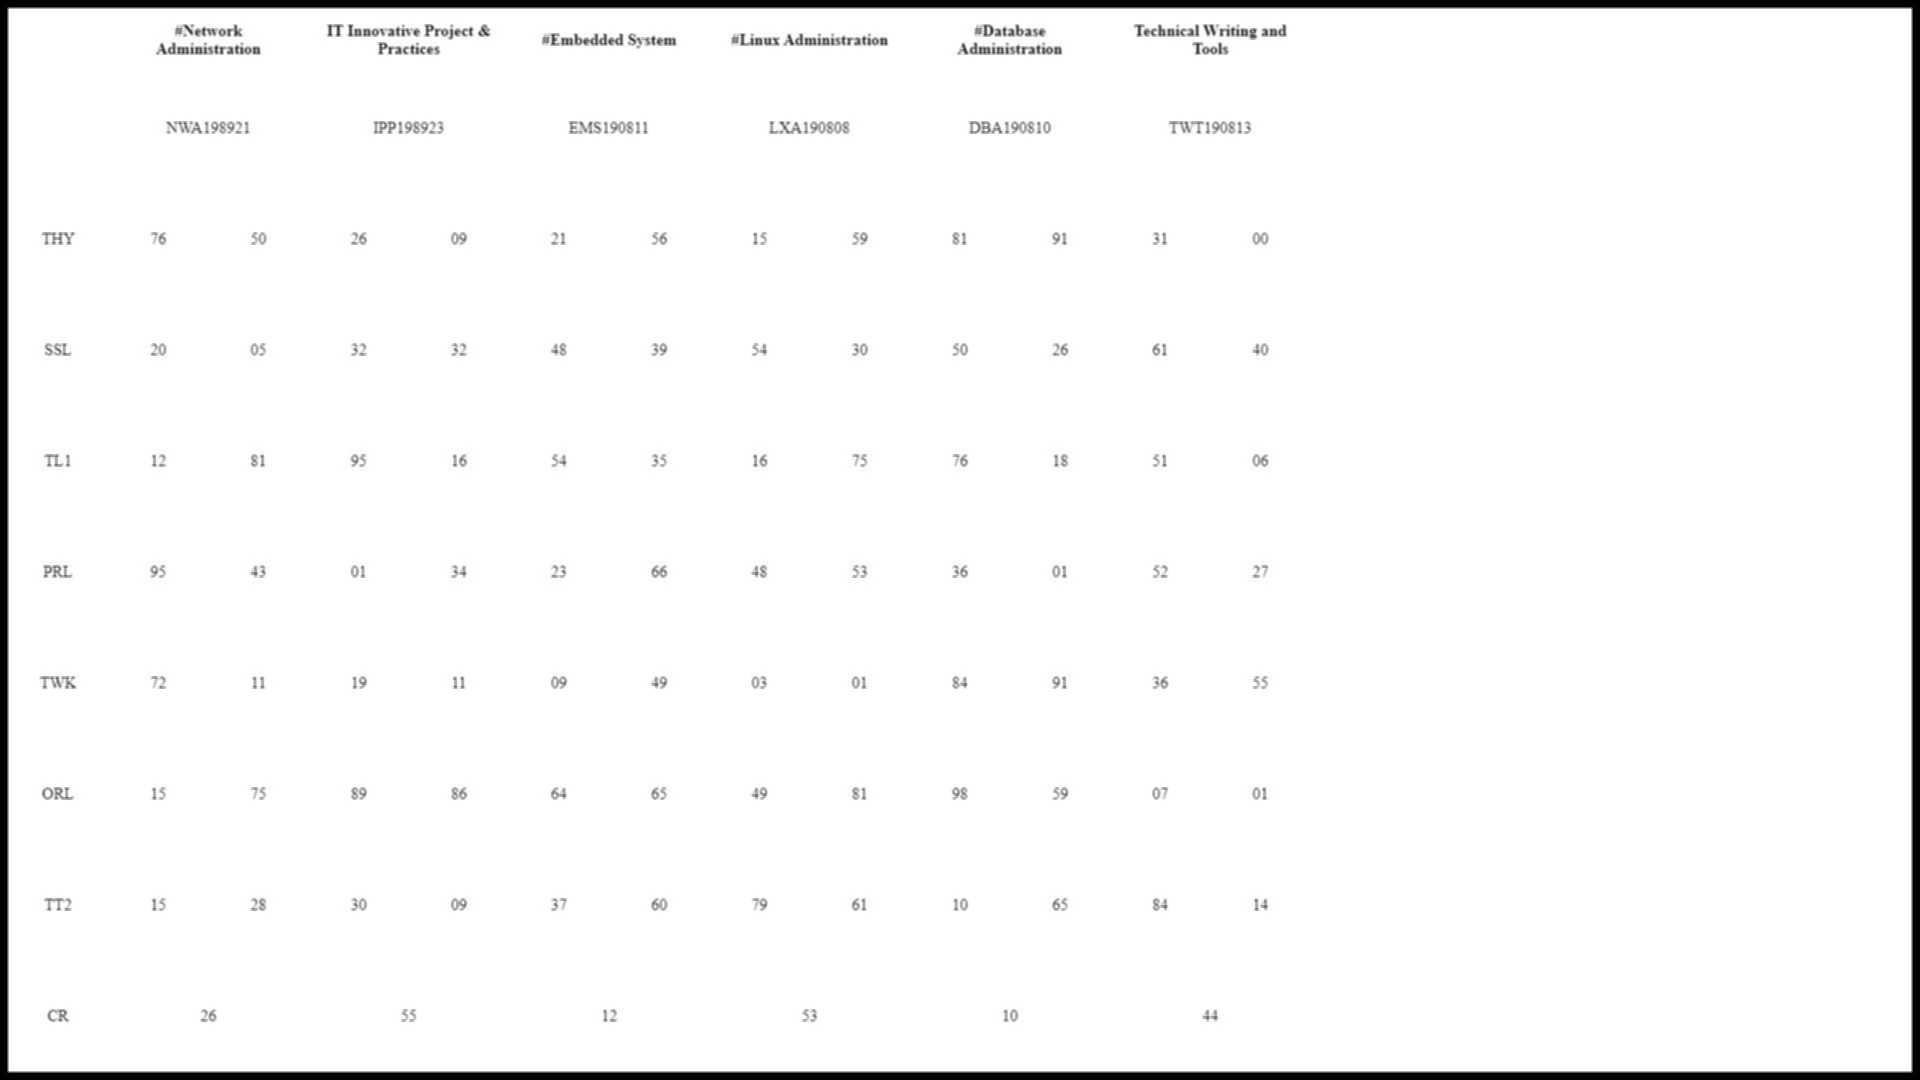 #Network Administration IT Innovative Project & Practices #Embedded System #Linux Administration #Database Administration Technical Writing and Tools
NWA198921 IPP198923 EMS190811 LXA190808 DBA190810 TWT190813
THY 76 50 26 09 21 56 15 59 81 91 31 00
SSL 20 05 32 32 48 39 54 30 50 26 61 40
TL1 12 81 95 16 54 35 16 75 76 18 51 06
PRL 95 43 01 34 23 66 48 53 36 01 52 27
TWK 72 11 19 11 09 49 03 01 84 91 36 55
ORL 15 75 89 86 64 65 49 81 98 59 07 01
TT2 15 28 30 09 37 60 79 61 10 65 84 14
CR 26 55 12 53 10 44